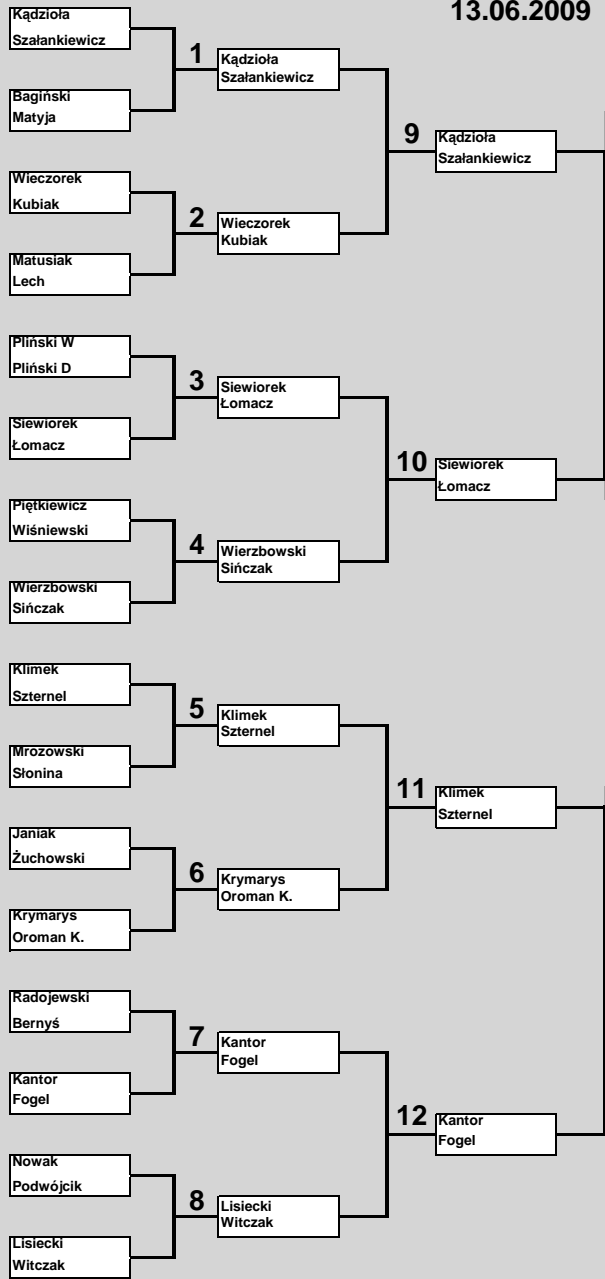 13.06.2009
Kądzioła
Szałankiewicz
Bagiński
Matyja
Wieczorek
Kubiak
Matusiak
Lech
Pliński W
Pliński D
Siewiorek
Łomacz
Piętkiewicz
Wiśniewski
Wierzbowski
Sińczak
Klimek
Szternel
Mrozowski
Słonina
Janiak
Żuchowski
Krymarys
Oroman K.
Radojewski
Bernyś
Kantor
Fogel
Nowak
Podwójcik
Lisiecki
Witczak
1
Kądzioła
Szałankiewicz
2
Wieczorek
Kubiak
3
Siewiorek
Łomacz
4
Wierzbowski
Sińczak
5
Klimek
Szternel
6
Krymarys
Oroman K.
7
Kantor
Fogel
8
Lisiecki
Witczak
9
Kądzioła
Szałankiewicz
10
Siewiorek
Łomacz
11
Klimek
Szternel
12
Kantor
Fogel